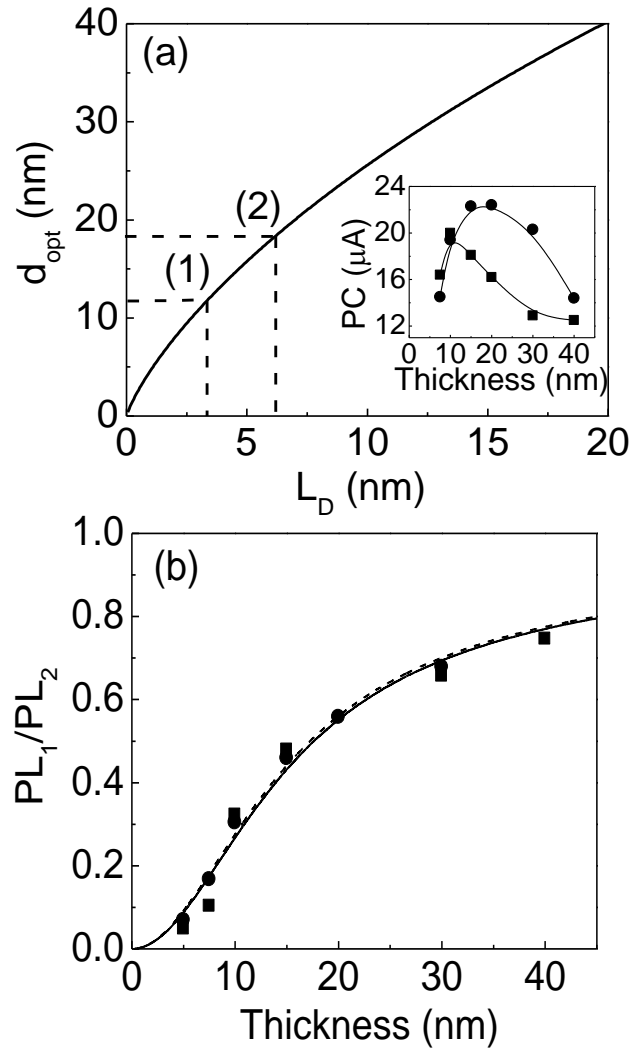 (a)
40
30
20
10
0
d_opt (nm)
(2)
(1)
24
20
16
12
PC (μA)
0 10 20 30 40
Thickness (nm)
0 5 10 15 20
L_D (nm)
(b)
1.0
0.8
0.6
0.4
0.2
0.0
PL_1/PL_2
0 10 20 30 40
Thickness (nm)